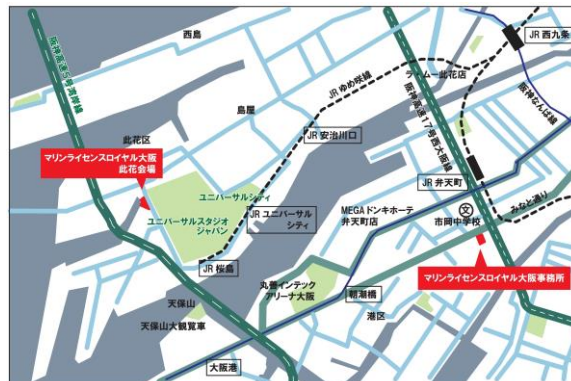 西島
JR 西九条
阪神高速5号湾岸線
ライムー此花店
JR ゆめ咲線
阪神高速17号西大阪線
阪神なんば線
島屋
此花区
JR 安治川口
マリンライセンスロイヤル大阪
此花会場
ユニバーサルシティ
JR 弁天町
みなと通り
MEGAドンキホーテ
弁天町店
文
市岡中学校
ユニバーサルスタジオ
ジャパン
JR ユニバーサル
シティ
JR 桜島
マリンライセンスロイヤル大阪事務所
丸善インテック
アリーナ大阪
朝潮橋
天保山
天保山大観覧車
港区
大阪港